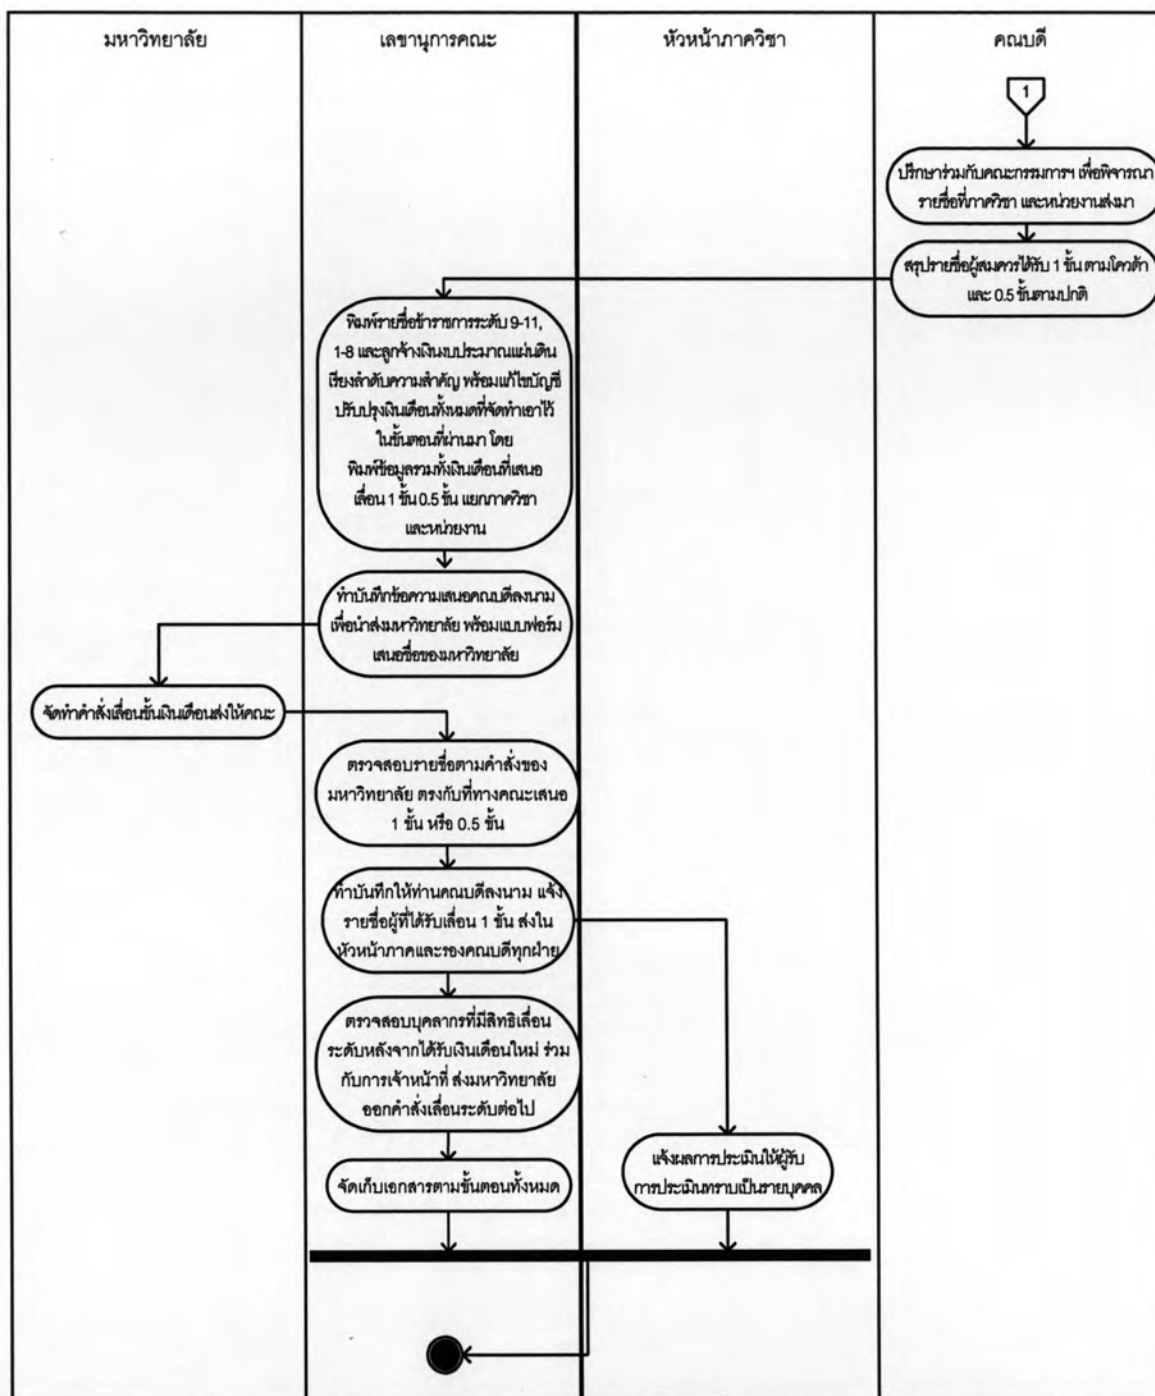 มหาวิทยาลัย
เลขานุการคณะ
หัวหน้าภาควิชา
คณบดี
1
ปรึกษาร่วมกับคณะกรรมการฯ เพื่อพิจารณา
รายชื่อที่ภาควิชา และหน่วยงานส่งมา
สรุปรายชื่อผู้สมควรได้รับ 1 ขั้น ตามโควต้า
และ 0.5 ขั้นตามปกติ
พิมพ์รายชื่อข้าราชการระดับ 9-11,
1-8 และลูกจ้างเงินงบประมาณแผ่นดิน
เรียงลำดับความสำคัญ พร้อมแก้ไขบัญชี
ปรับปรุงเงินเดือนทั้งหมดที่จัดทำเอาไว้
ในขั้นตอนที่ผ่านมา โดย
พิมพ์ข้อมูลรวมทั้งเงินเดือนที่เสนอ
เลื่อน 1 ขั้น 0.5 ขั้น แยกภาควิชา
และหน่วยงาน
ทำบันทึกข้อความเสนอคณบดีลงนาม
เพื่อนำส่งมหาวิทยาลัย พร้อมแบบฟอร์ม
เสนอชื่อของมหาวิทยาลัย
จัดทำคำสั่งเลื่อนขั้นเงินเดือนส่งให้คณะ
ตรวจสอบรายชื่อตามคำสั่งของ
มหาวิทยาลัย ตรงกับที่ทางคณะเสนอ
1 ขั้น หรือ 0.5 ขั้น
ทำบันทึกให้ท่านคณบดีลงนาม แจ้ง
รายชื่อผู้ที่ได้รับเลื่อน 1 ขั้น ส่งใน
หัวหน้าภาคและรองคณบดีทุกฝ่าย
ตรวจสอบบุคลากรที่มีสิทธิเลื่อน
ระดับหลังจากได้รับเงินเดือนใหม่ ร่วม
กับการเจ้าหน้าที่ ส่งมหาวิทยาลัย
ออกคำสั่งเลื่อนระดับต่อไป
แจ้งผลการประเมินให้ผู้รับ
การประเมินทราบเป็นรายบุคคล
จัดเก็บเอกสารตามขั้นตอนทั้งหมด